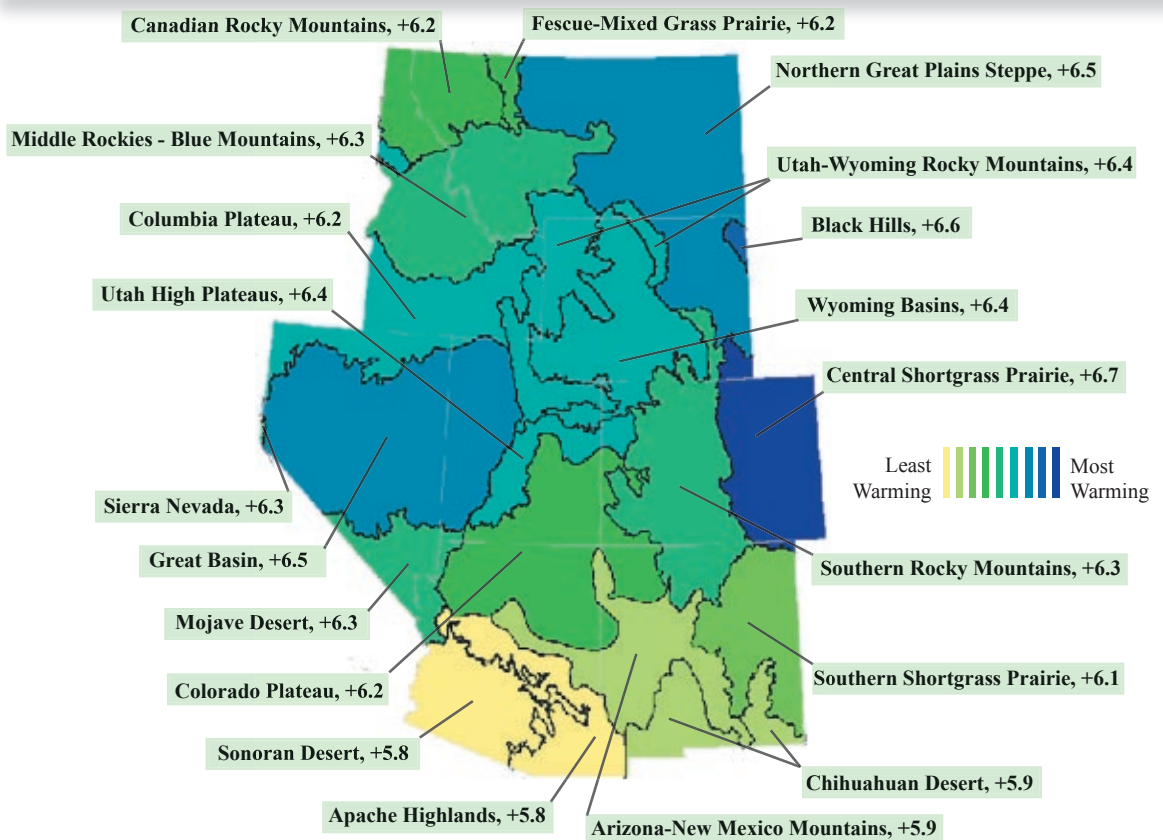 Canadian Rocky Mountains, +6.2
Fescue-Mixed Grass Prairie, +6.2
Northern Great Plains Steppe, +6.5
Middle Rockies - Blue Mountains, +6.3
Utah-Wyoming Rocky Mountains, +6.4
Columbia Plateau, +6.2
Black Hills, +6.6
Utah High Plateaus, +6.4
Wyoming Basins, +6.4
Central Shortgrass Prairie, +6.7
Least
Warming
Most
Warming
Sierra Nevada, +6.3
Great Basin, +6.5
Southern Rocky Mountains, +6.3
Mojave Desert, +6.3
Southern Shortgrass Prairie, +6.1
Colorado Plateau, +6.2
Sonoran Desert, +5.8
Chihuahuan Desert, +5.9
Apache Highlands, +5.8
Arizona-New Mexico Mountains, +5.9